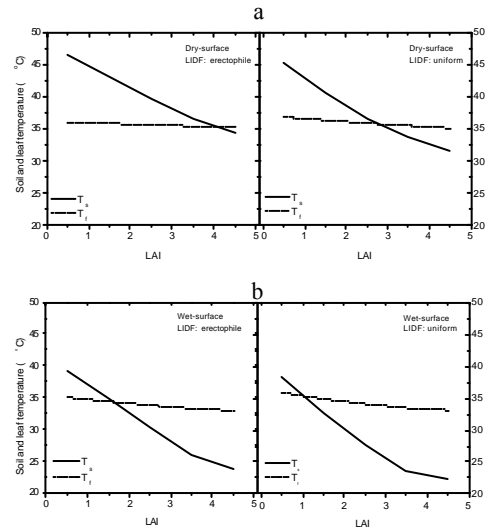 a
Soil and leaf temperature ( °C)
50
45
40
35
30
25
20
Dry-surface
LIDF: erectophile
T s
T f
0 1 2 3 4 5
LAI
Dry-surface
LIDF: uniform
T s
T f
0 1 2 3 4 5
LAI
50
45
40
35
30
25
20
b
Soil and leaf temperature ( °C)
50
45
40
35
30
25
20
Wet-surface
LIDF: erectophile
T s
T f
0 1 2 3 4 5
LAI
Wet-surface
LIDF: uniform
T
T
0 1 2 3 4 5
LAI
50
45
40
35
30
25
20